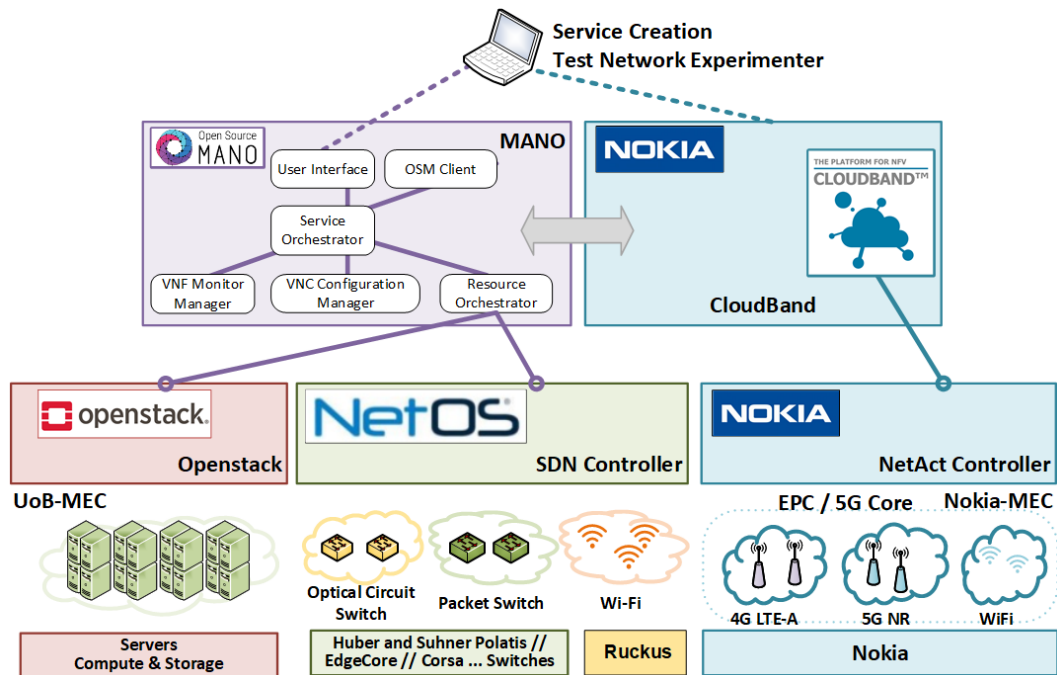 Service Creation
Test Network Experimenter
Open Source
MANO
MANO
User Interface
OSM Client
Service
Orchestrator
VNF Monitor
Manager
VNC Configuration
Manager
Resource
Orchestrator
NOKIA
THE PLATFORM FOR NFV
CLOUDBAND™
CloudBand
openstack.
Openstack
NetOS®
SDN Controller
NOKIA
NetAct Controller
UoB-MEC
EPC / 5G Core
Nokia-MEC
Optical Circuit
Switch
Packet Switch
Wi-Fi
4G LTE-A
5G NR
WiFi
Servers
Compute & Storage
Huber and Suhner Polatis //
EdgeCore // Corsa ... Switches
Ruckus
Nokia